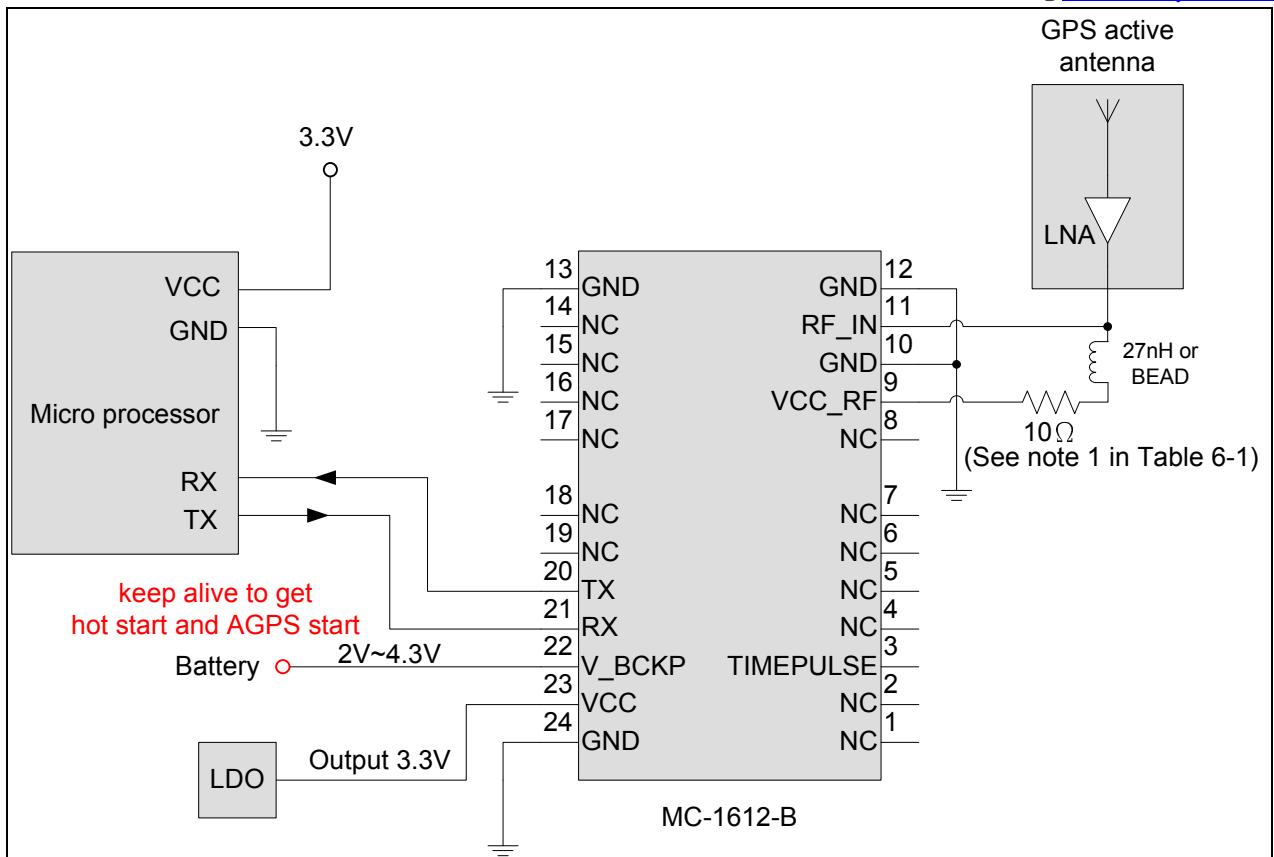 GPS active
antenna
3.3V
LNA
VCC
GND
Micro processor
RX
TX
13
GND
14
NC
15
NC
16
NC
17
NC
18
NC
19
NC
20
TX
21
RX
22
V_BCKP
23
VCC
24
GND
12
GND
11
RF_IN
10
GND
9
VCC_RF
8
NC
7
NC
6
NC
5
NC
4
NC
3
TIMEPULSE
2
NC
1
NC
27nH or
BEAD
10Ω
(See note 1 in Table 6-1)
keep alive to get
hot start and AGPS start
Battery
2V~4.3V
LDO
Output 3.3V
MC-1612-B